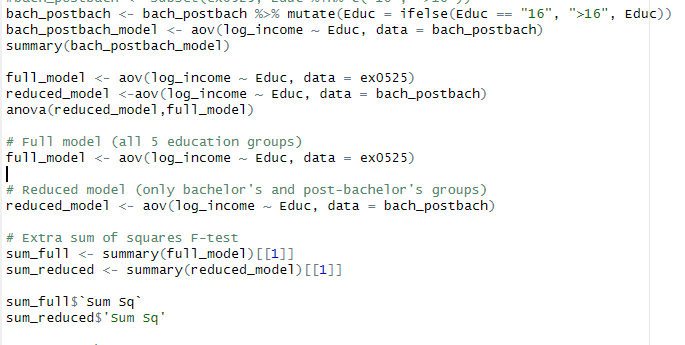 bach_postbach <- bach_postbach %>% mutate(Educ = ifelse(Educ == "16", ">16", Educ))
bach_postbach_model <- aov(log_income ~ Educ, data = bach_postbach)
summary(bach_postbach_model)
full_model <- aov(log_income ~ Educ, data = ex0525)
reduced_model <-aov(log_income ~ Educ, data = bach_postbach)
anova(reduced_model,full_model)
# Full model (all 5 education groups)
full_model <- aov(log_income ~ Educ, data = ex0525)
# Reduced model (only bachelor's and post-bachelor's groups)
reduced_model <- aov(log_income ~ Educ, data = bach_postbach)
# Extra sum of squares F-test
sum_full <- summary(full_model)[[1]]
sum_reduced <- summary(reduced_model)[[1]]
sum_full$`Sum Sq`
sum_reduced$'Sum Sq'